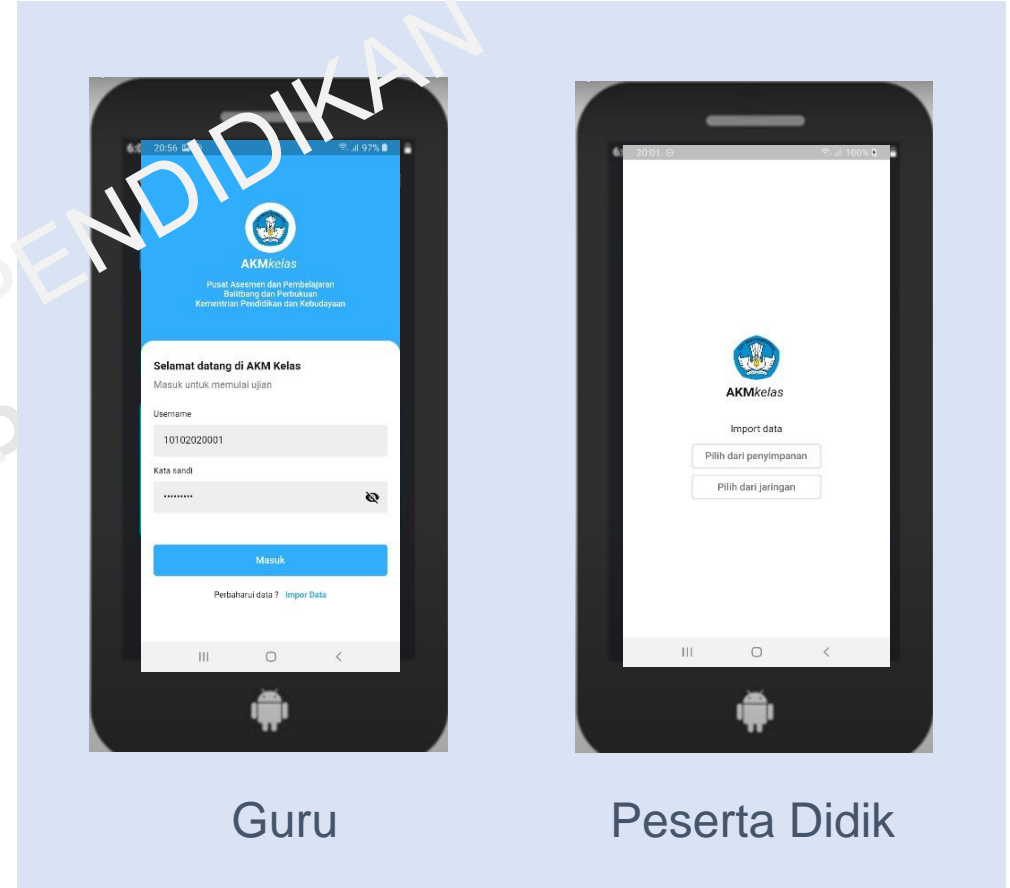 PENDIDIKAN
20:56
97%
AKMkelas
Pusat Asesmen dan Pembelajaran
Balitbang dan Perbukuan
Kementrian Pendidikan dan Kebudayaan
Selamat datang di AKM Kelas
Masuk untuk memulai ujian
Username
10102020001
Kata sandi
•••••••••
Masuk
Perbaharui data ? Impor Data
Guru
20:01
100%
AKMkelas
Import data
Pilih dari penyimpanan
Pilih dari jaringan
Peserta Didik